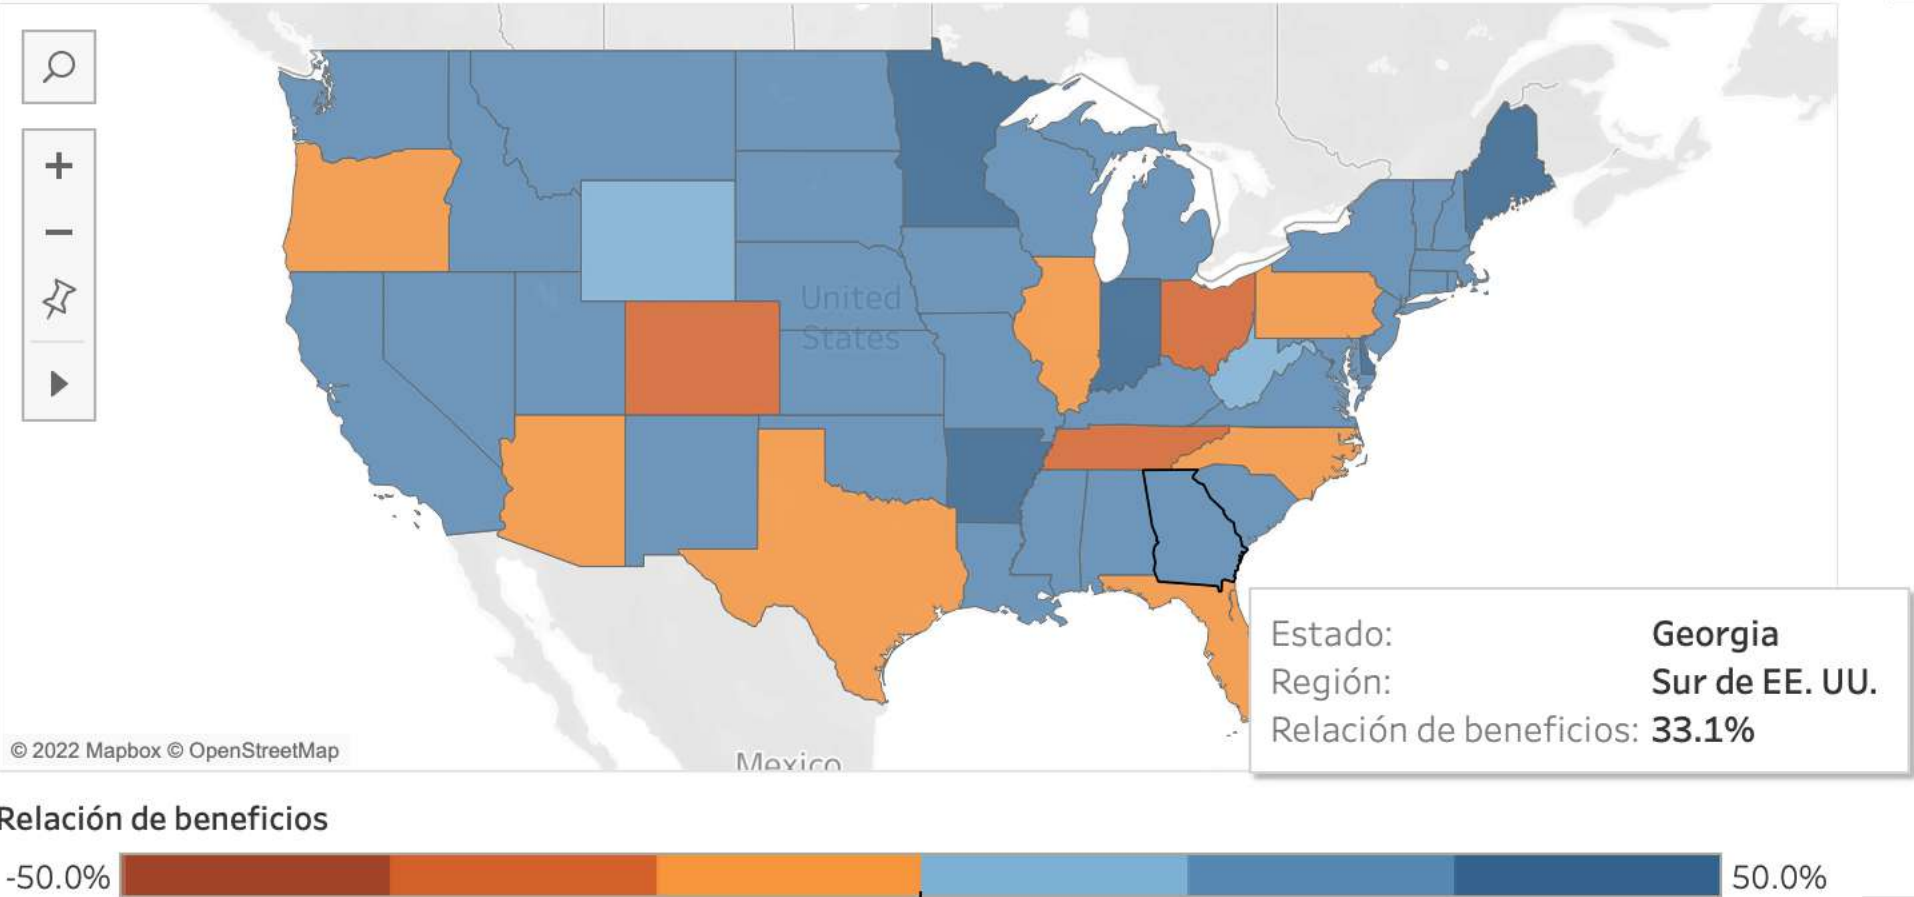 United
States
Estado: Georgia
Región: Sur de EE. UU.
Relación de beneficios: 33.1%
© 2022 Mapbox © OpenStreetMap
Mexico
Relación de beneficios
-50.0% 50.0%